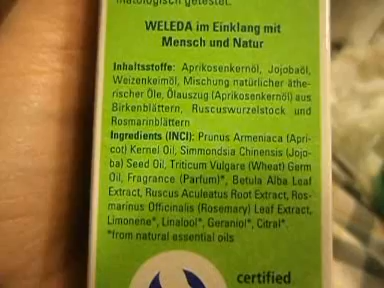 matologisch getestet.
WELEDA im Einklang mit
Mensch und Natur
Inhaltsstoffe: Aprikosenkernöl, Jojobaöl,
Weizenkeimöl, Mischung natürlicher äthe-
rischer Öle, Ölauszug (Aprikosenkernöl) aus
Birkenblättern, Ruscuswurzelstock und
Rosmarinblättern
Ingredients (INCI): Prunus Armeniaca (Apri-
cot) Kernel Oil, Simmondsia Chinensis (Jojo-
ba) Seed Oil, Triticum Vulgare (Wheat) Germ
Oil, Fragrance (Parfum)*, Betula Alba Leaf
Extract, Ruscus Aculeatus Root Extract, Ros-
marinus Officinalis (Rosemary) Leaf Extract,
Limonene*, Linalool*, Geraniol*, Citral*.
*from natural essential oils
certified